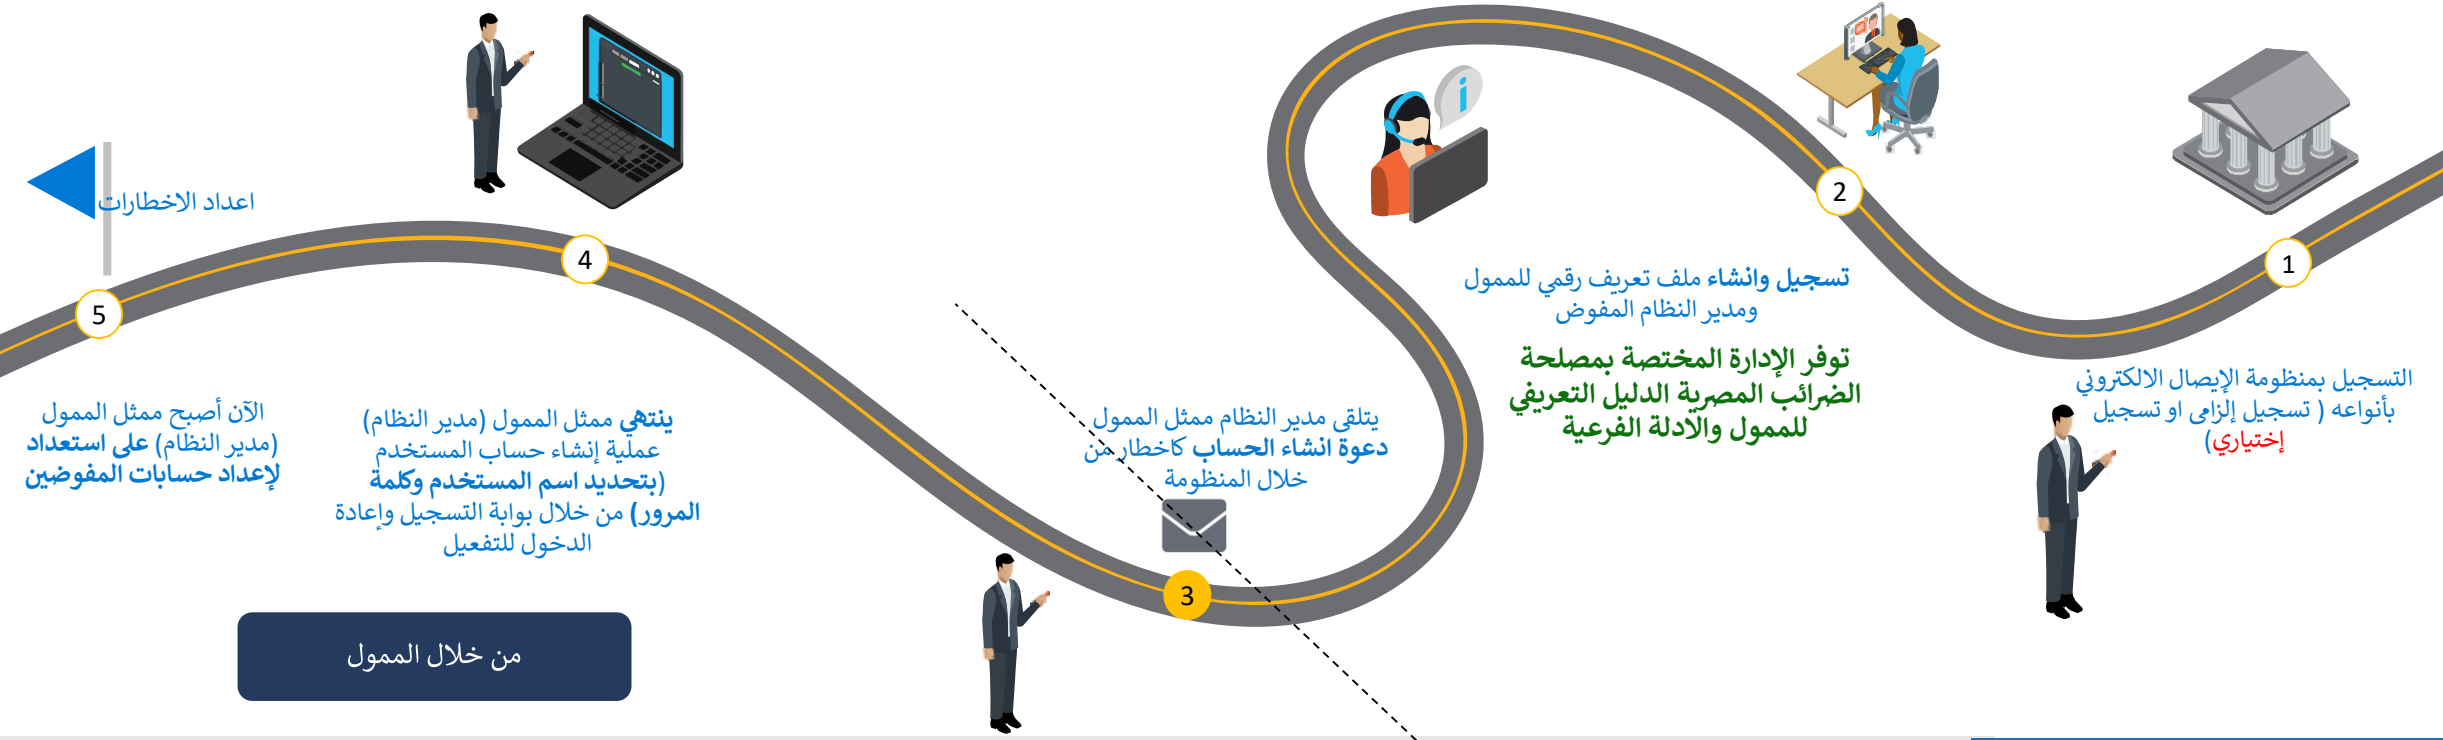 1
التسجيل بمنظومة الإيصال الالكتروني
بأنواعه ( تسجيل إلزامى او تسجيل
إختياري)
2
تسجيل وانشاء ملف تعريف رقمي للممول
ومدير النظام المفوض
توفر الإدارة المختصة بمصلحة
الضرائب المصرية الدليل التعريفي
للممول والادلة الفرعية
يتلقى مدير النظام ممثل الممول
دعوة انشاء الحساب كاخطار من
خلال المنظومة
3
4
ينتهي ممثل الممول (مدير النظام)
عملية إنشاء حساب المستخدم
(بتحديد اسم المستخدم وكلمة
المرور) من خلال بوابة التسجيل وإعادة
الدخول للتفعيل
من خلال الممول
اعداد الاخطارات
5
الآن أصبح ممثل الممول
(مدير النظام) على استعداد
لإعداد حسابات المفوضين